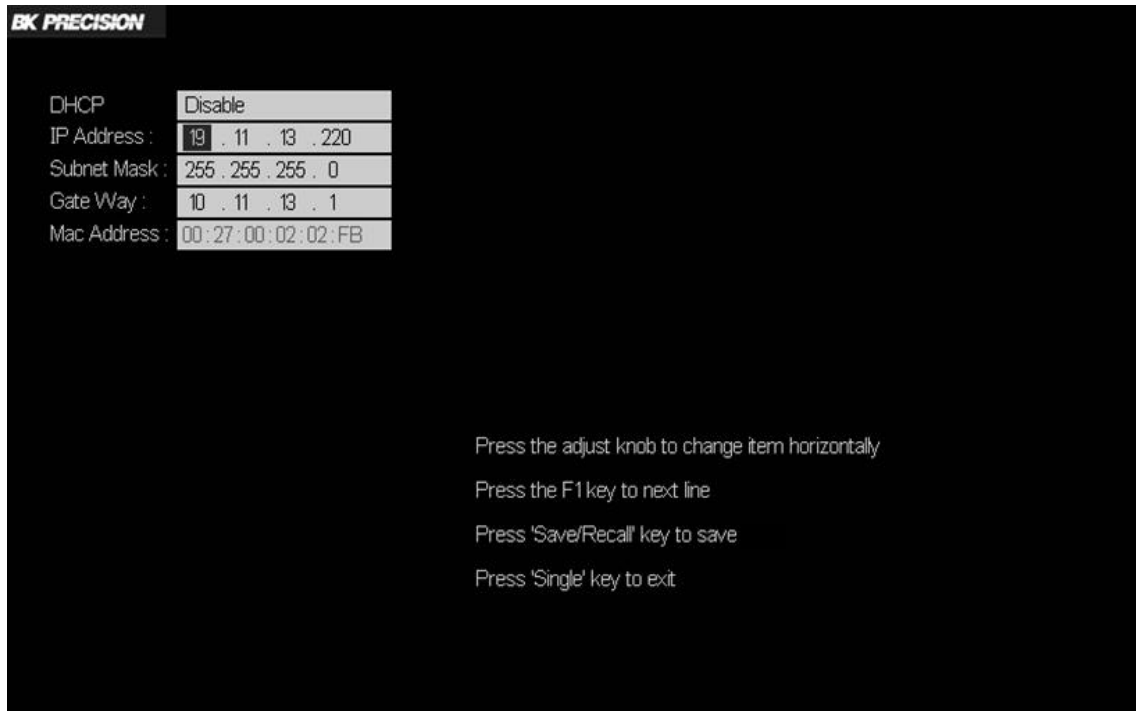 BK PRECISION
DHCP Disable
IP Address : 19 . 11 . 13 . 220
Subnet Mask : 255 . 255 . 255 . 0
Gate Way : 10 . 11 . 13 . 1
Mac Address : 00 : 27 : 00 : 02 : 02 : FB
Press the adjust knob to change item horizontally
Press the F1 key to next line
Press 'Save/Recall' key to save
Press 'Single' key to exit